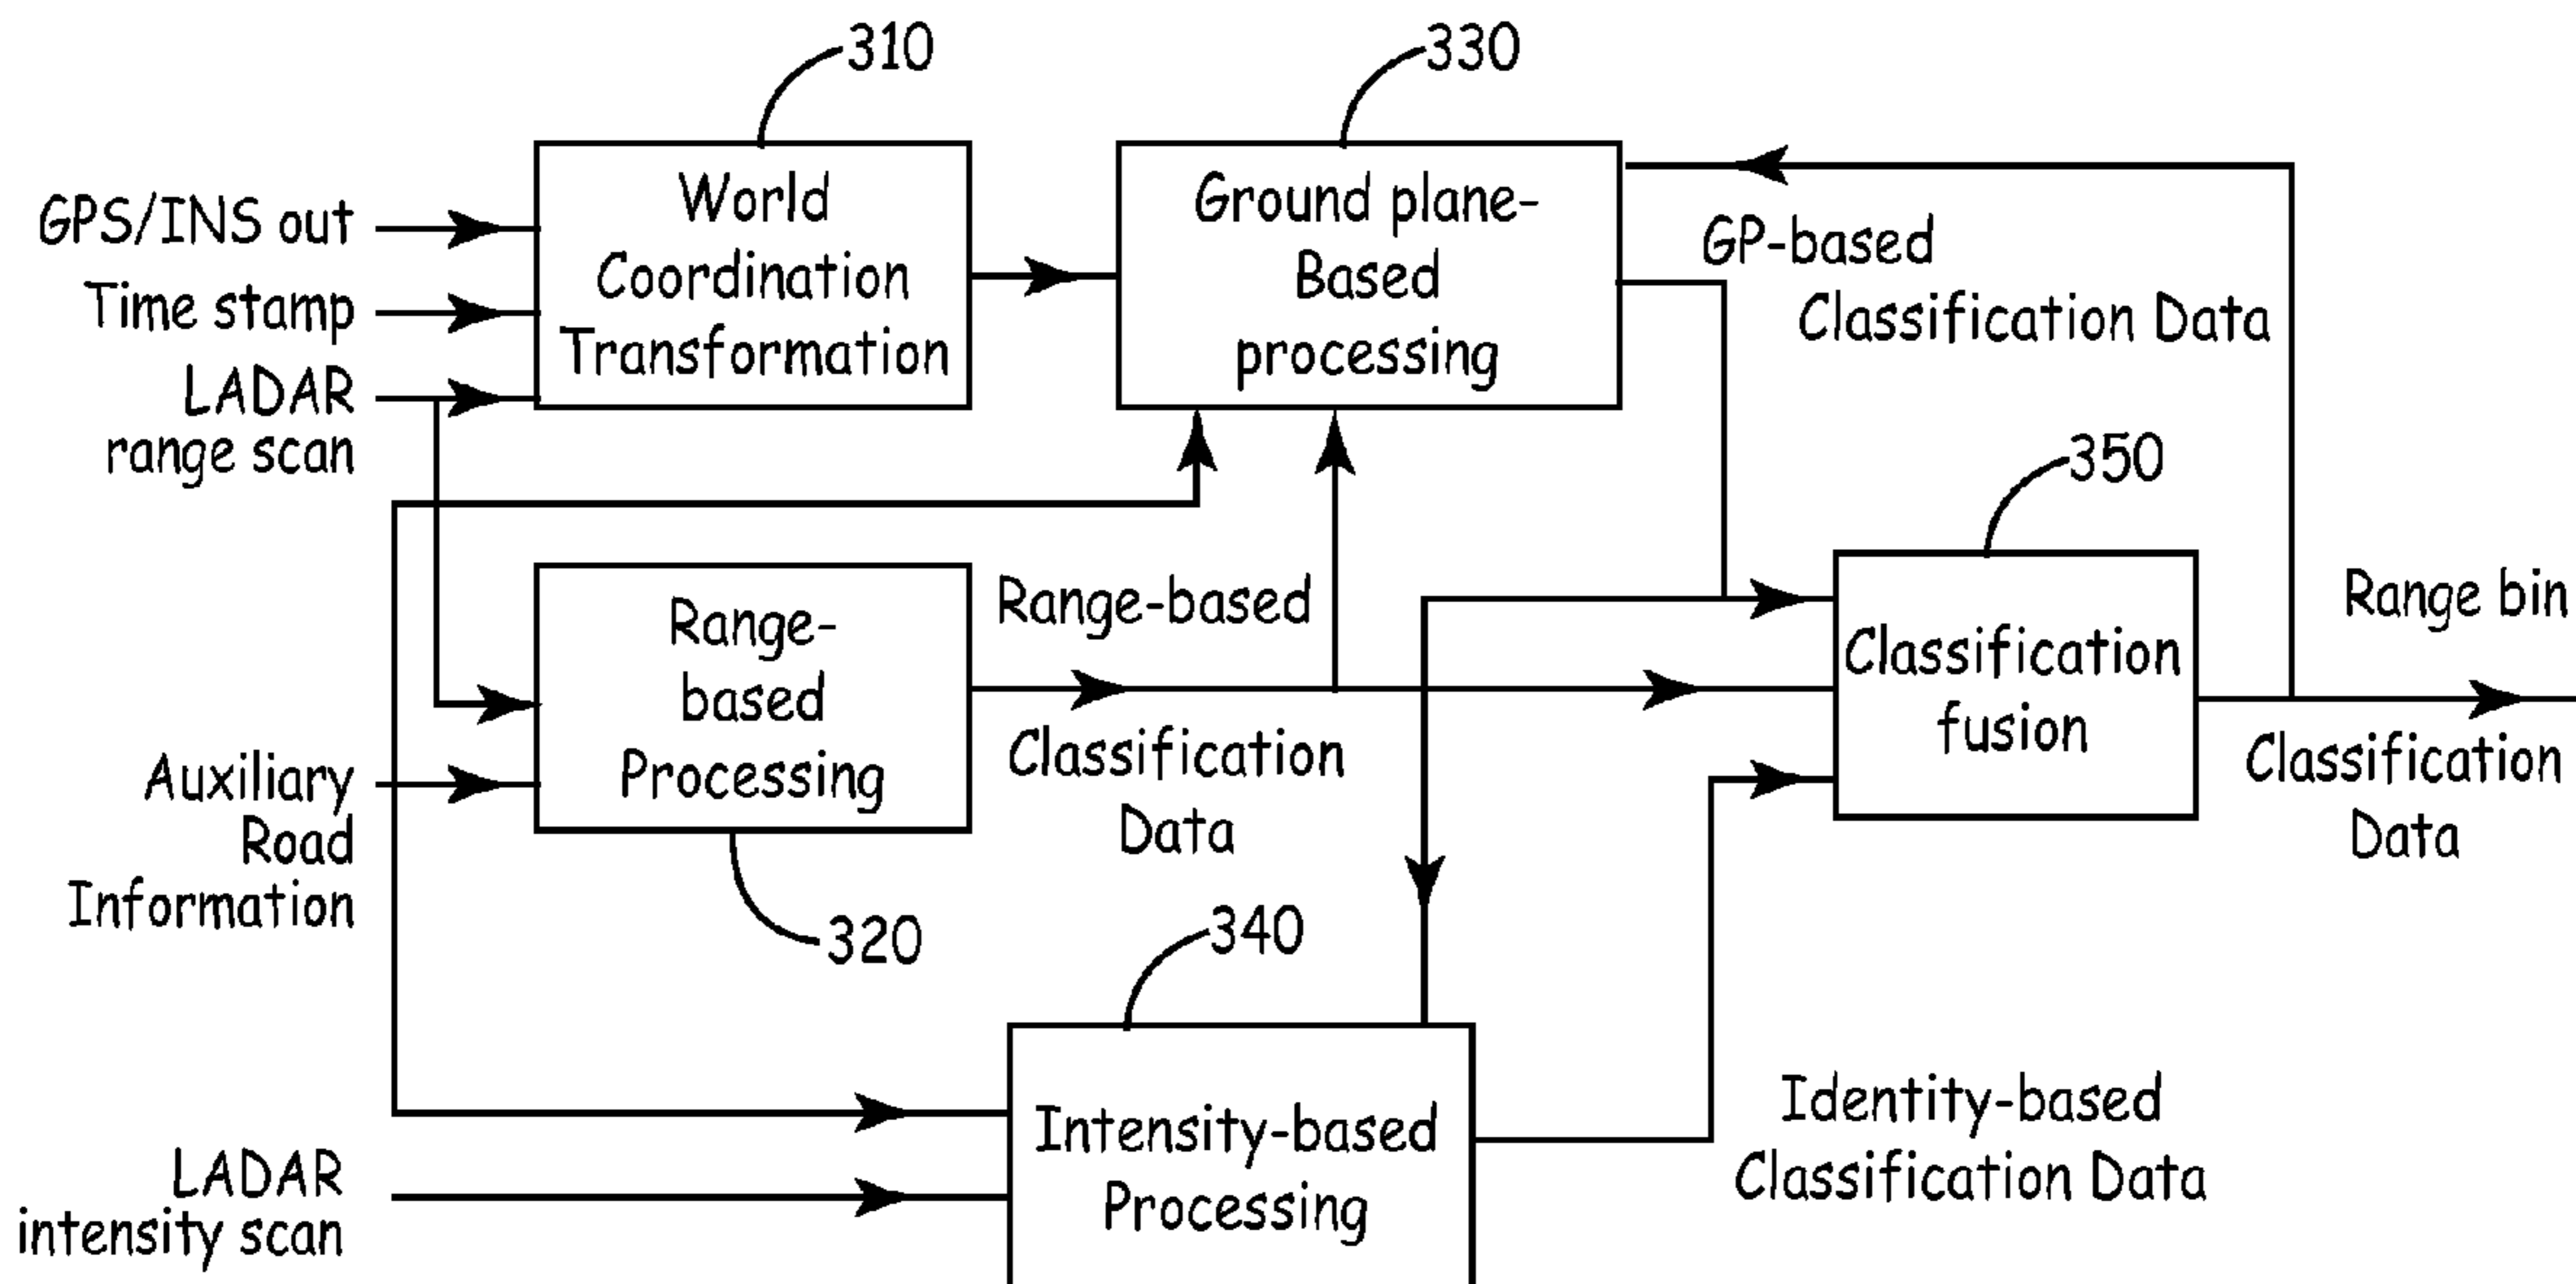 310
330
World
Coordination
Transformation
Ground plane-
Based
processing
GPS/INS out
Time stamp
LADAR
range scan
GP-based
Classification Data
350
Range-
based
Processing
Range-based
Classification
Data
Classification
fusion
Range bin
Classification
Data
Auxiliary
Road
Information
320
340
Intensity-based
Processing
Identity-based
Classification Data
LADAR
intensity scan